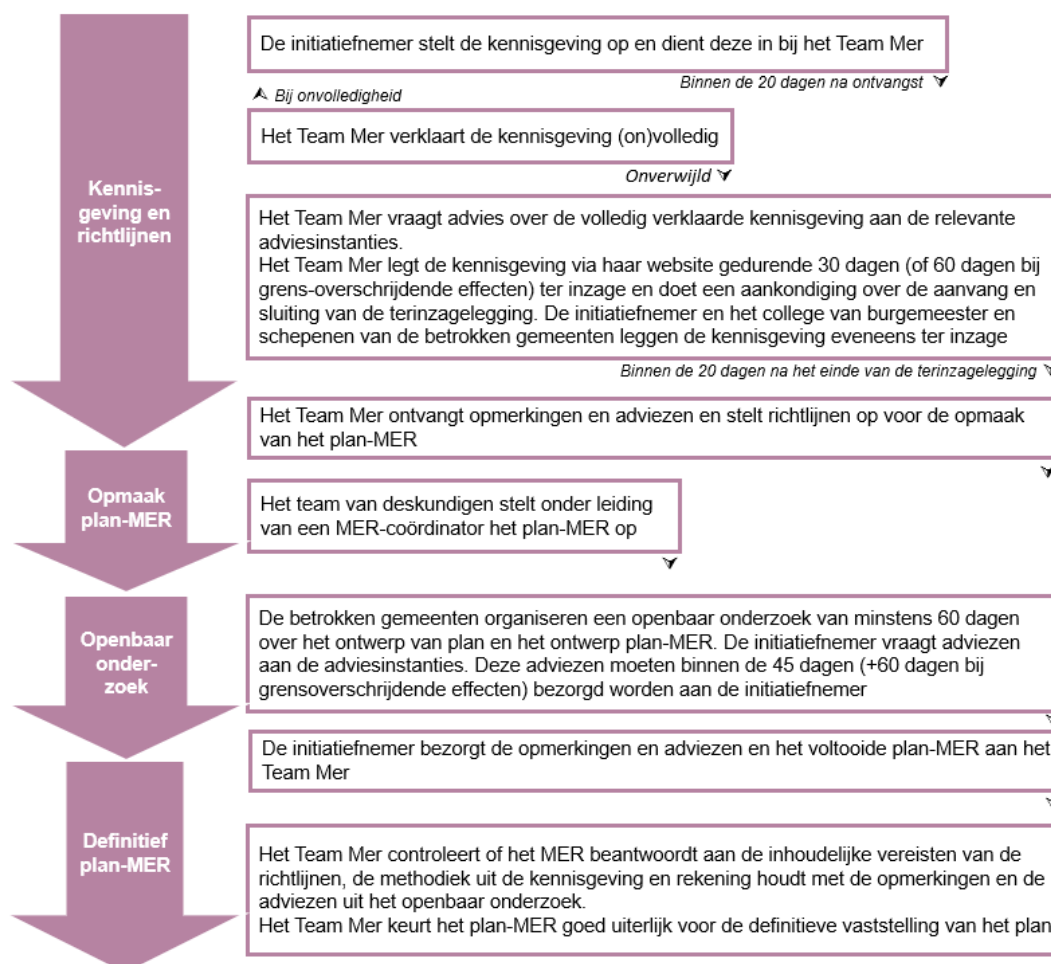 De initiatiefnemer stelt de kennisgeving op en dient deze in bij het Team Mer
Binnen de 20 dagen na ontvangst
Bij onvolledigheid
Het Team Mer verklaart de kennisgeving (on)volledig
Onverwijld
Kennis-
geving en
richtlijnen
Het Team Mer vraagt advies over de volledig verklaarde kennisgeving aan de relevante
adviesinstanties.
Het Team Mer legt de kennisgeving via haar website gedurende 30 dagen (of 60 dagen bij
grens-overschrijdende effecten) ter inzage en doet een aankondiging over de aanvang en
sluiting van de terinzagelegging. De initiatiefnemer en het college van burgemeester en
schepenen van de betrokken gemeenten leggen de kennisgeving eveneens ter inzage
Binnen de 20 dagen na het einde van de terinzagelegging
Het Team Mer ontvangt opmerkingen en adviezen en stelt richtlijnen op voor de opmaak
van het plan-MER
Opmaak
plan-MER
Het team van deskundigen stelt onder leiding
van een MER-coördinator het plan-MER op
Openbaar
onder-
zoek
De betrokken gemeenten organiseren een openbaar onderzoek van minstens 60 dagen
over het ontwerp van plan en het ontwerp plan-MER. De initiatiefnemer vraagt adviezen
aan de adviesinstanties. Deze adviezen moeten binnen de 45 dagen (+60 dagen bij
grensoverschrijdende effecten) bezorgd worden aan de initiatiefnemer
De initiatiefnemer bezorgt de opmerkingen en adviezen en het voltooide plan-MER aan het
Team Mer
Definitief
plan-MER
Het Team Mer controleert of het MER beantwoordt aan de inhoudelijke vereisten van de
richtlijnen, de methodiek uit de kennisgeving en rekening houdt met de opmerkingen en de
adviezen uit het openbaar onderzoek.
Het Team Mer keurt het plan-MER goed uiterlijk voor de definitieve vaststelling van het plan